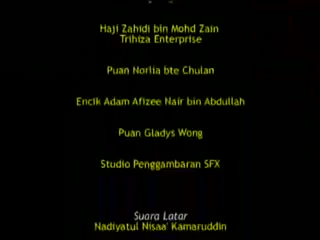 Haji Zahidi bin Mohd Zain
Trihiza Enterprise
Puan Norlia bte Chulan
Encik Adam Afizee Nair bin Abdullah
Puan Gladys Wong
Studio Penggambaran SFX
Suara Latar
Nadiyatul Nisaa' Kamaruddin